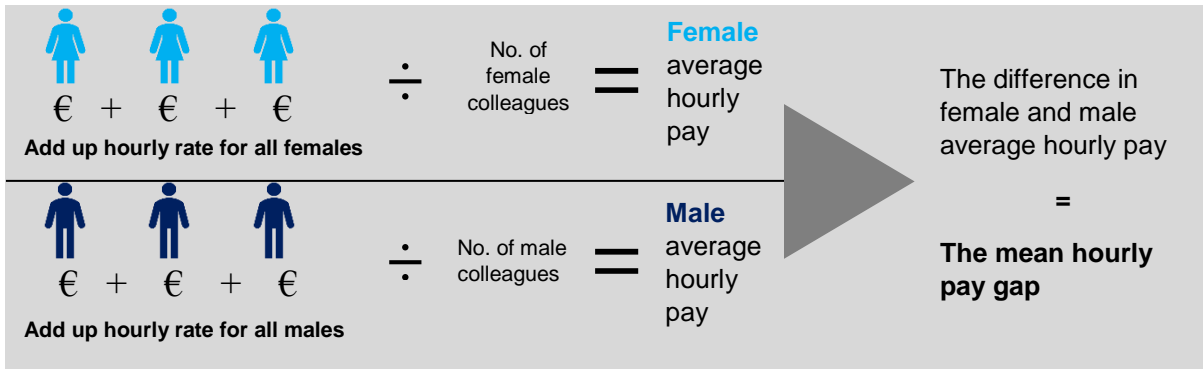 € + € + €
Add up hourly rate for all females
÷
No. of
female
colleagues
=
Female
average
hourly
pay
€ + € + €
Add up hourly rate for all males
÷
No. of male
colleagues
=
Male
average
hourly
pay
The difference in
female and male
average hourly pay
=
The mean hourly
pay gap